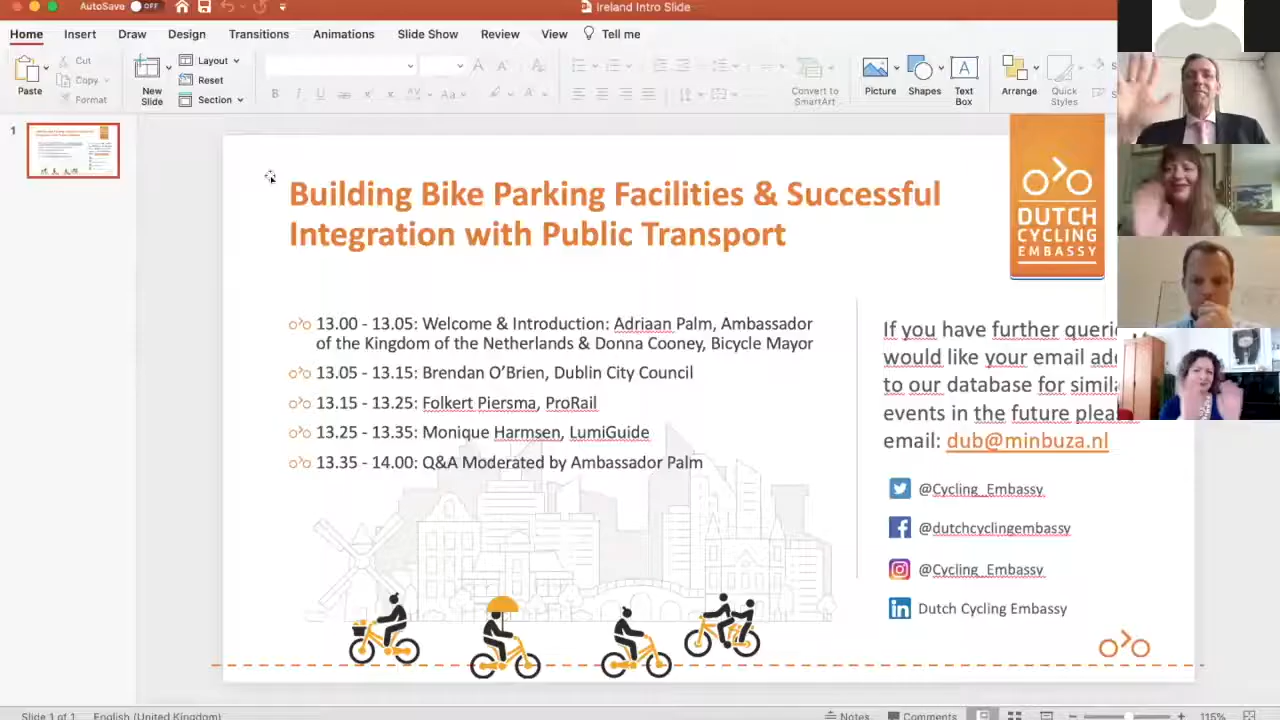 AutoSave
OFF
Ireland Intro Slide
Home
Insert
Draw
Design
Transitions
Animations
Slide Show
Review
View
Tell me
Paste
Cut
Copy
Format
New
Slide
Layout
Reset
Section
Convert to
SmartArt
Picture
Shapes
Text
Box
Arrange
Quick
Styles
1
Building Bike Parking Facilities & Successful
Integration with Public Transport
DUTCH
CYCLING
EMBASSY
13.00 - 13.05: Welcome & Introduction: Adriaan Palm, Ambassador
of the Kingdom of the Netherlands & Donna Cooney, Bicycle Mayor
13.05 - 13.15: Brendan O'Brien, Dublin City Council
13.15 - 13.25: Folkert Piersma, ProRail
13.25 - 13.35: Monique Harmsen, LumiGuide
13.35 - 14.00: Q&A Moderated by Ambassador Palm
If you have further
would like your email
to our database for
events in the future
email: dub@minbuza.nl
@Cycling_Embassy
@dutchcyclingembassy
@Cycling_Embassy
Dutch Cycling Embassy
Slide 1 of 1
English (United Kingdom)
Notes
Comments
115%